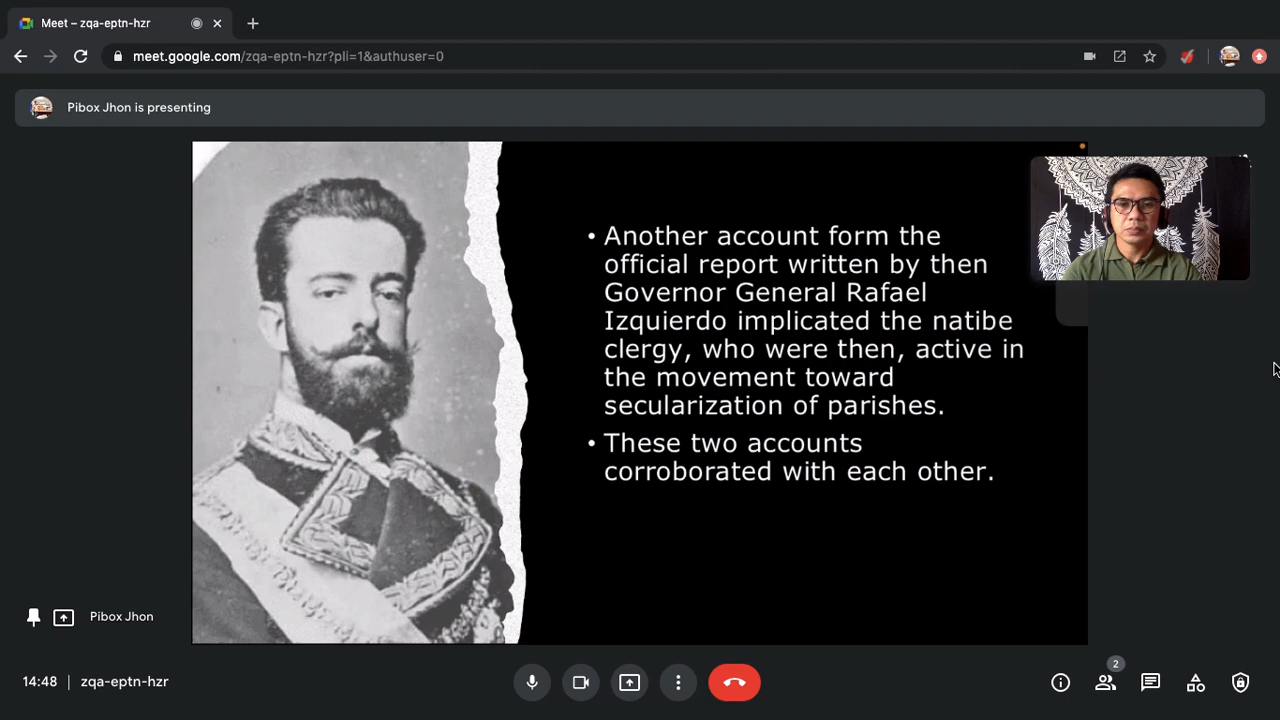 Meet – zqa-eptn-hzr
meet.google.com/zqa-eptn-hzr?pli=1&authuser=0
Pibox Jhon is presenting
• Another account form the
official report written by then
Governor General Rafael
Izquierdo implicated the natibe
clergy, who were then, active in
the movement toward
secularization of parishes.
• These two accounts
corroborated with each other.
Pibox Jhon
14:48 | zqa-eptn-hzr
2